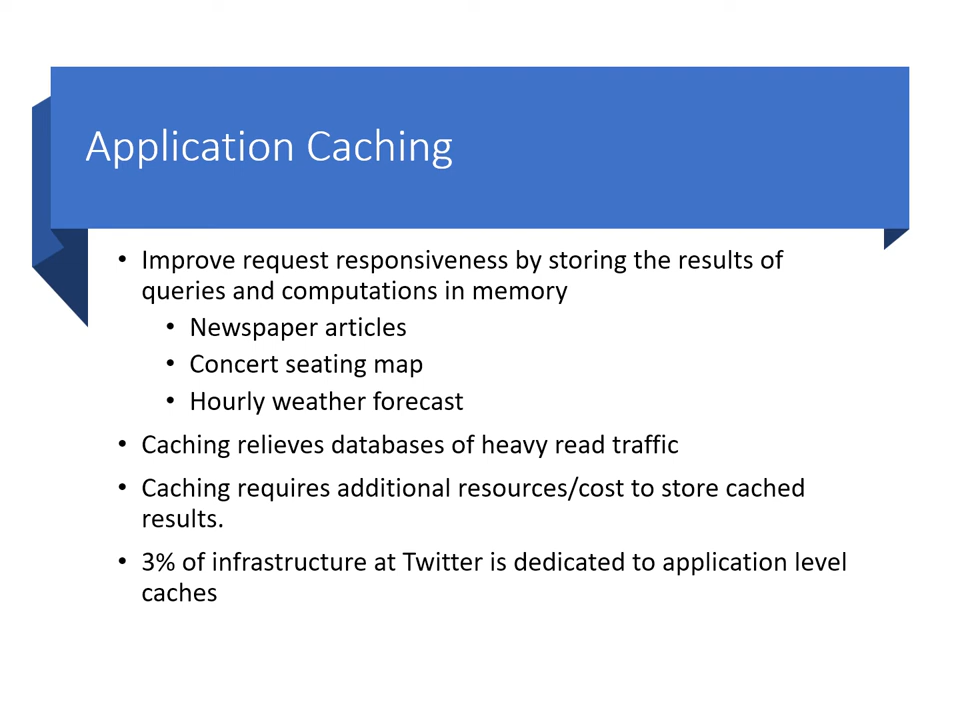 Application Caching
• Improve request responsiveness by storing the results of
queries and computations in memory
• Newspaper articles
• Concert seating map
• Hourly weather forecast
• Caching relieves databases of heavy read traffic
• Caching requires additional resources/cost to store cached
results.
• 3% of infrastructure at Twitter is dedicated to application level
caches